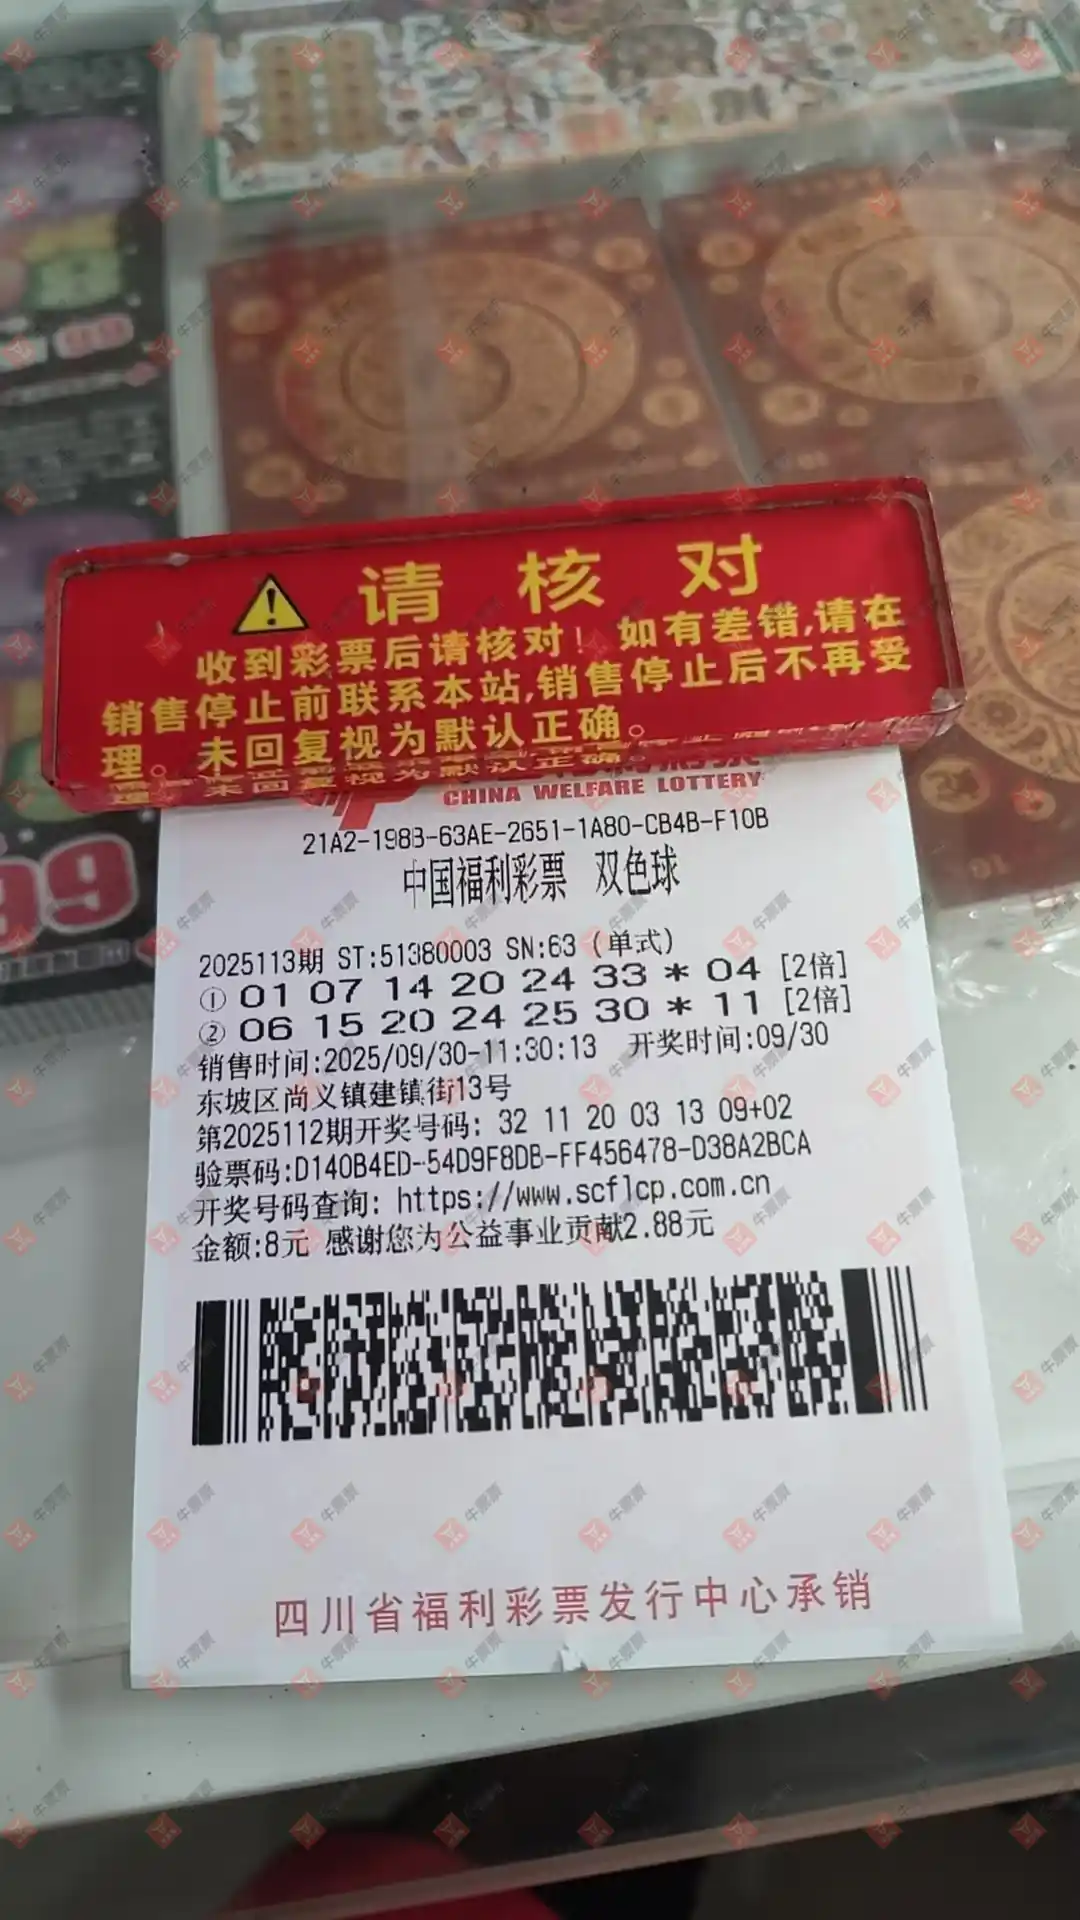 99
请核对
收到彩票后请核对！如有差错,请在
销售停止前联系本站,销售停止后不再受
理。未回复视为默认正确。
CHINA WELFARE LOTTERY
21A2-198B-63AE-2651-1A80-CB4B-F10B
中国福利彩票 双色球
2025113期 ST:51380003 SN:63 (单式)
① 01 07 14 20 24 33 * 04 [2倍]
② 06 15 20 24 25 30 * 11 [2倍]
销售时间:2025/09/30-11:30:13 开奖时间:09/30
东坡区尚义镇建镇街13号
第2025112期开奖号码: 32 11 20 03 13 09+02
验票码:D140B4ED-54D9F8DB-FF456478-D38A2BCA
开奖号码查询: https://www.scflcp.com.cn
金额:8元 感谢您为公益事业贡献2.88元
99
四川省福利彩票发行中心承销
牛票票